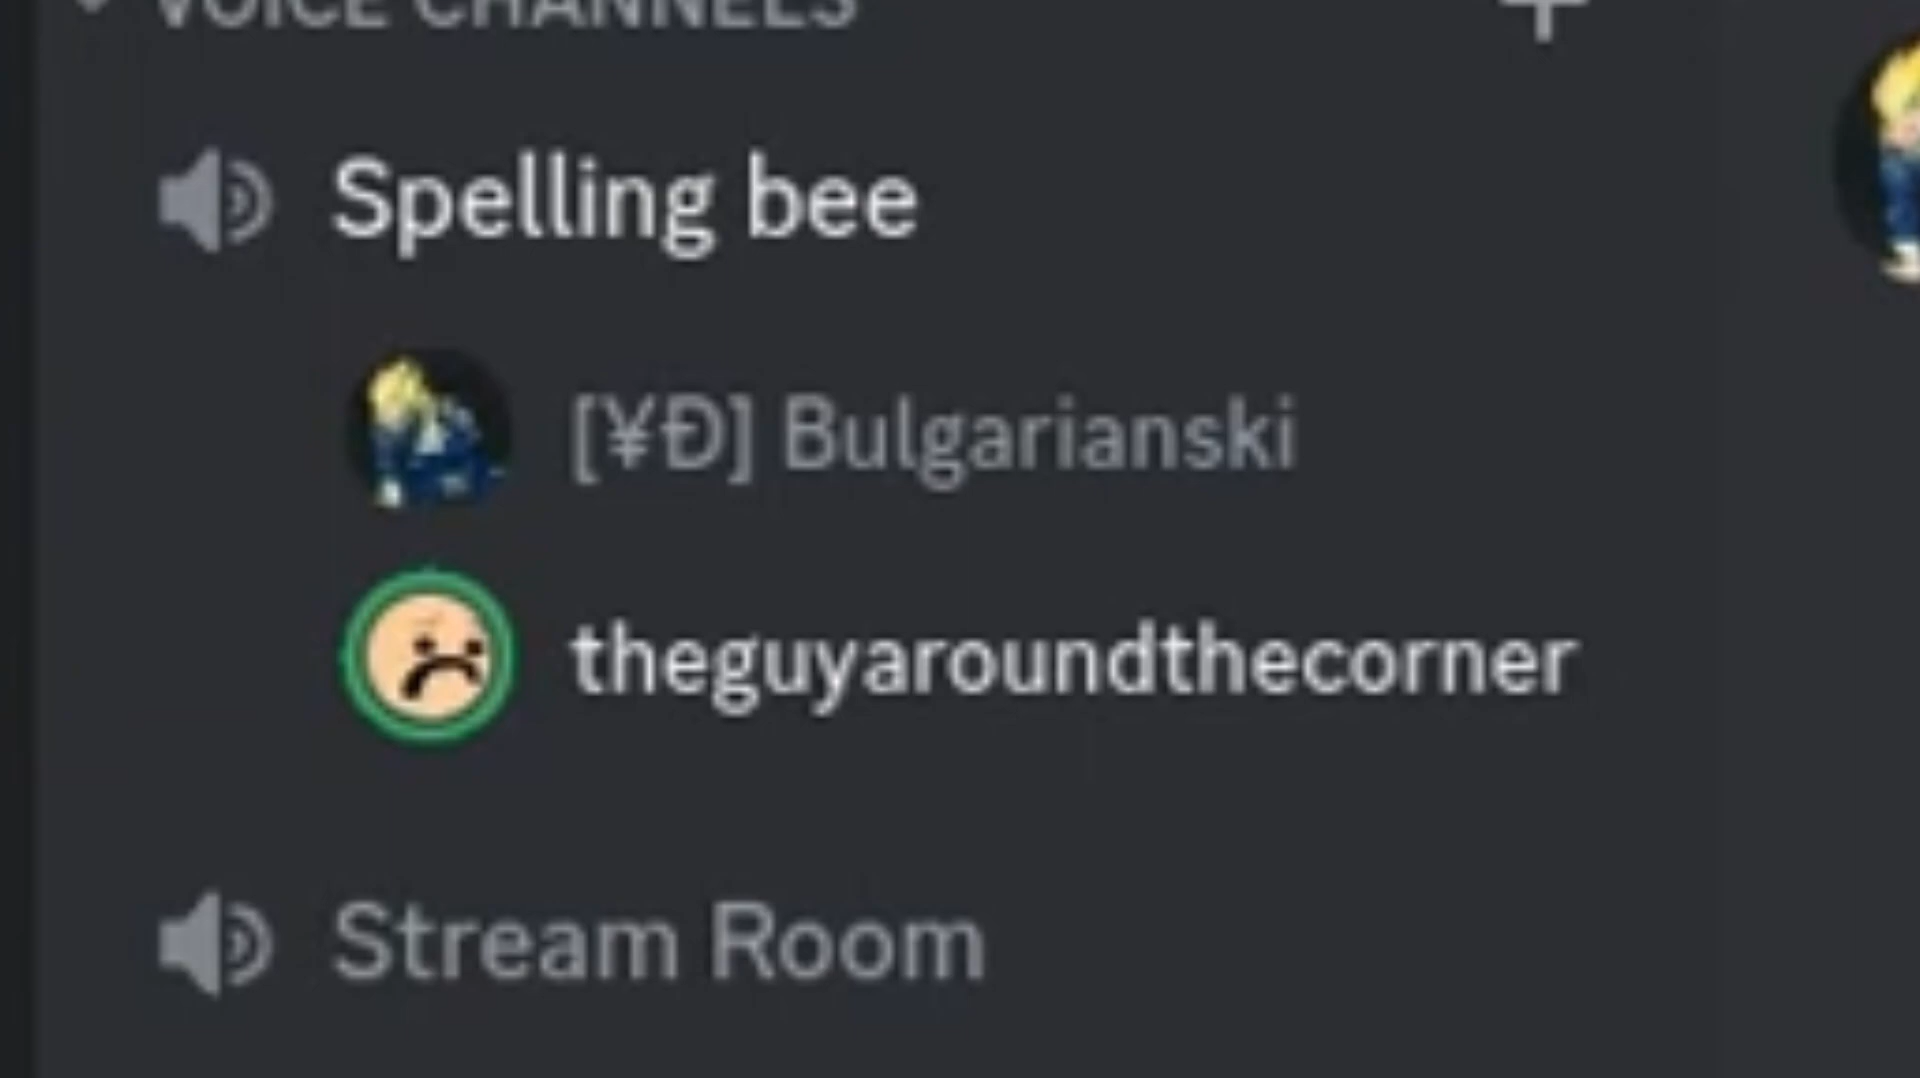 VOICE CHANNELS
Spelling bee
[¥Đ] Bulgarianski
theguyaroundthecorner
Stream Room